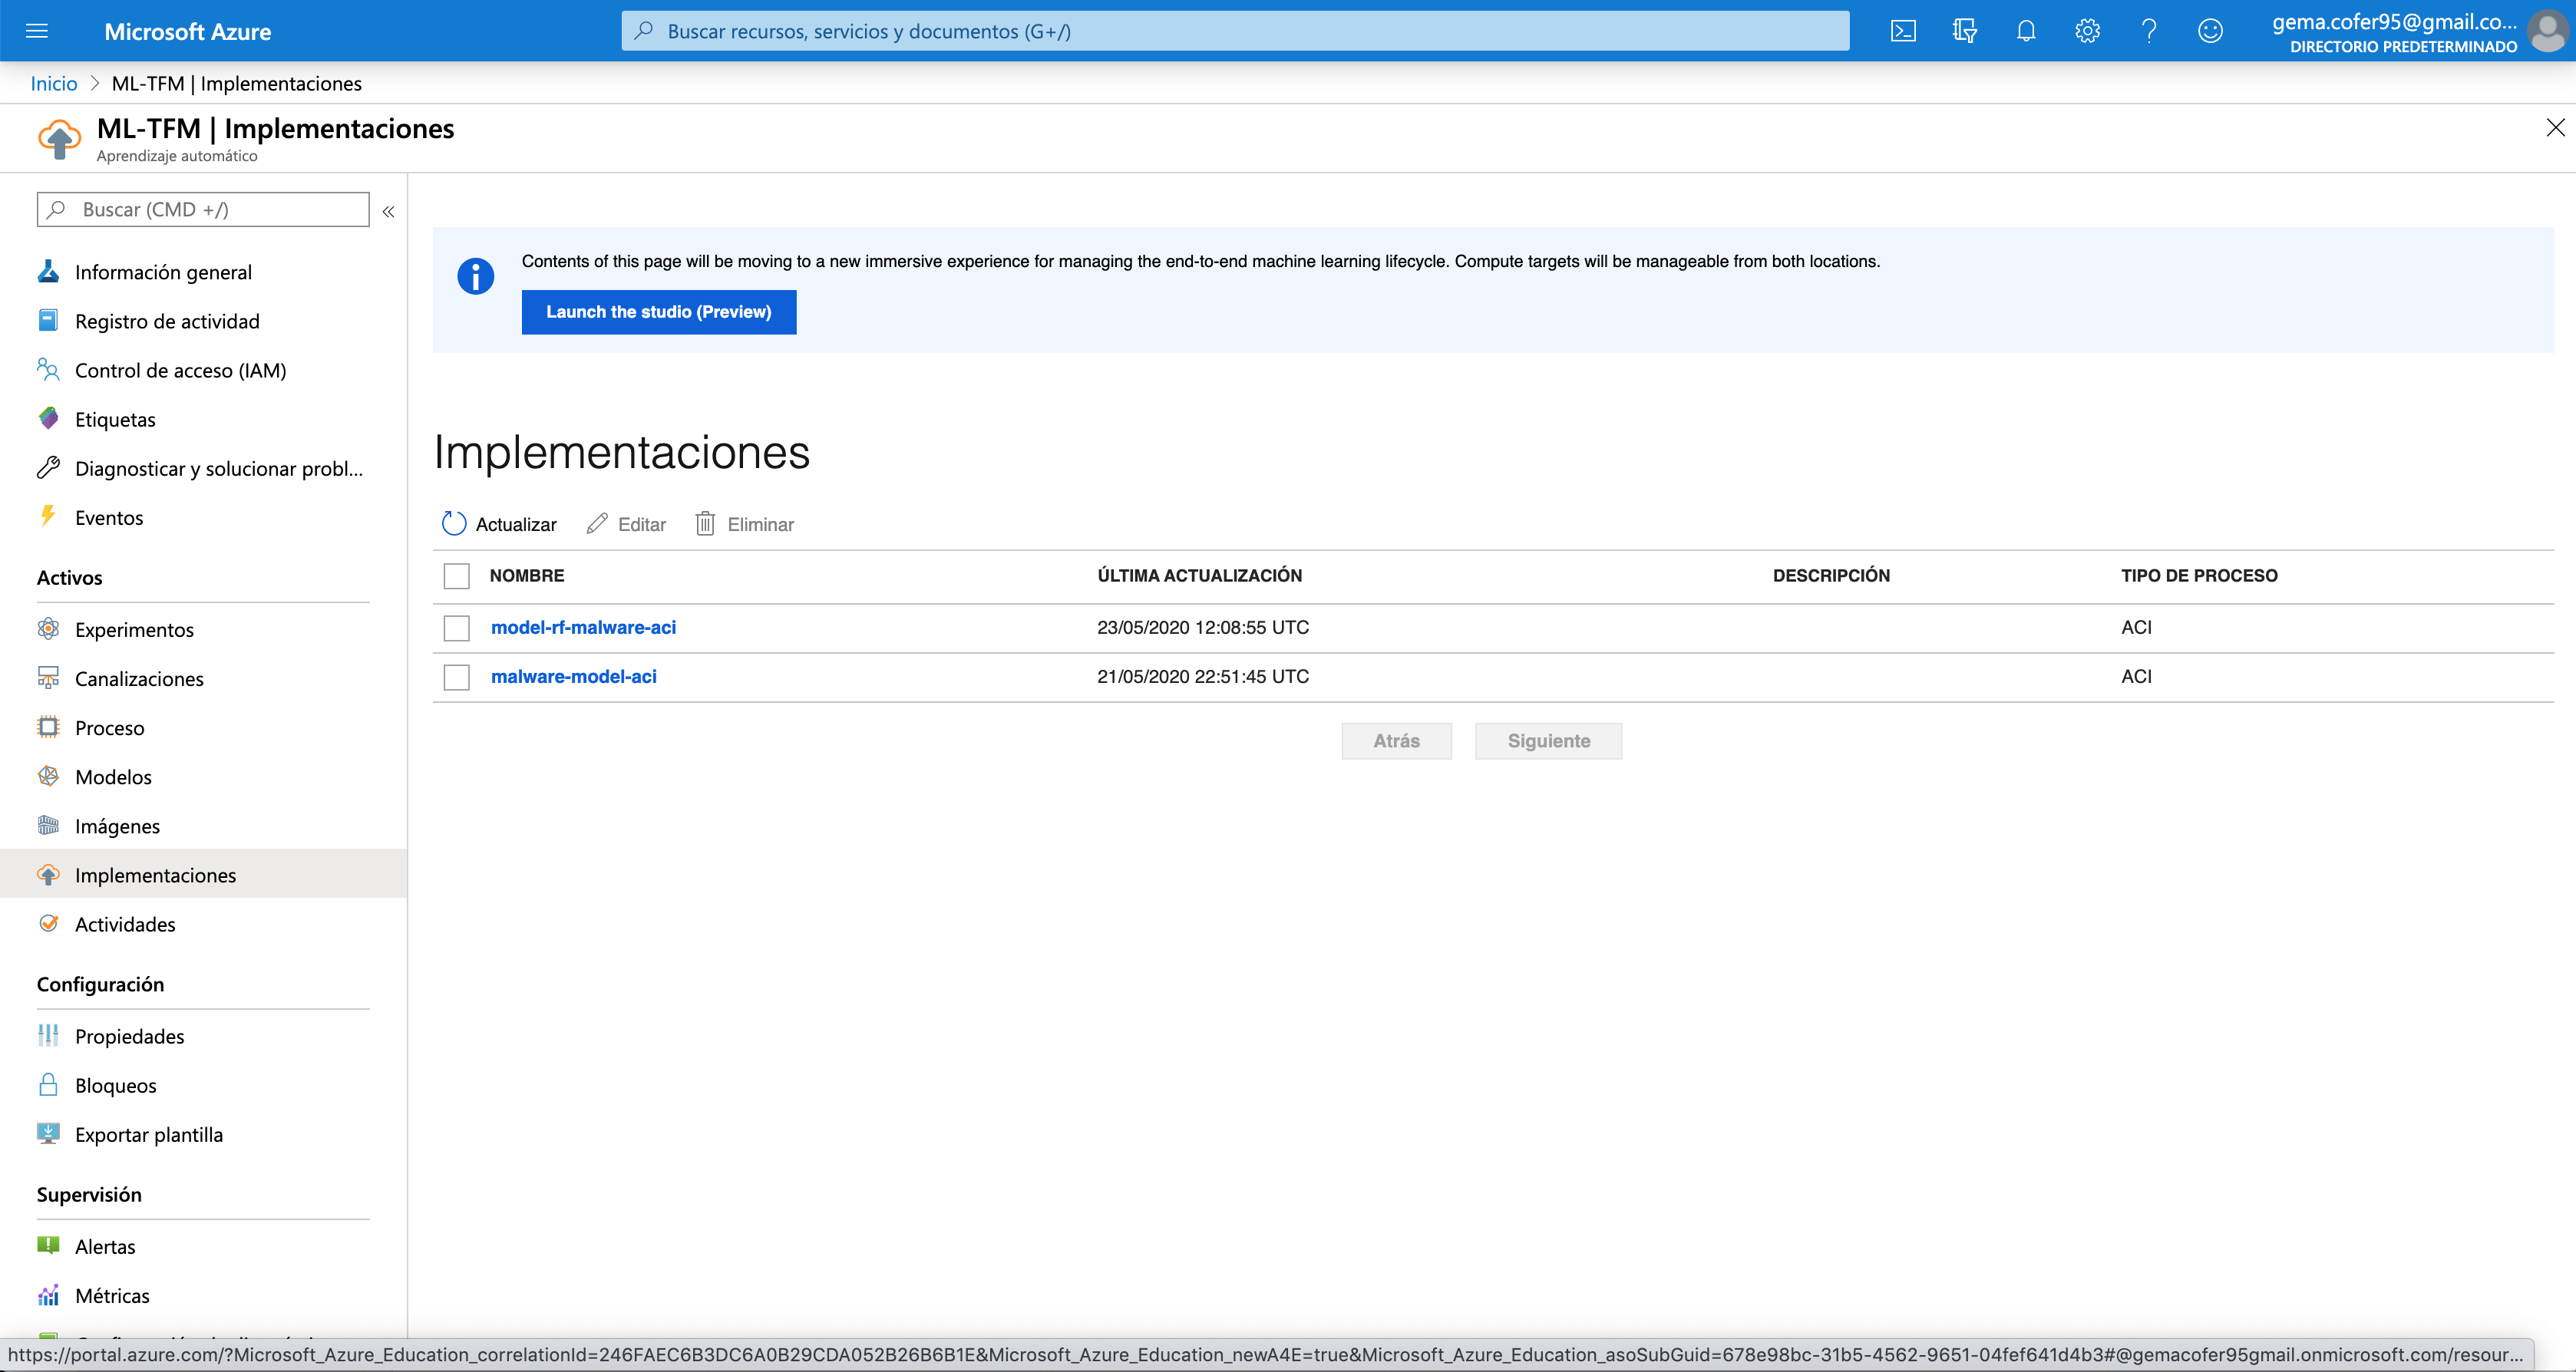 Microsoft Azure
Buscar recursos, servicios y documentos (G+/)
gema.cofer95@gmail.co...
DIRECTORIO PREDETERMINADO
Inicio > ML-TFM | Implementaciones
ML-TFM | Implementaciones
Aprendizaje automático
Buscar (CMD +/)
«
Información general
Registro de actividad
Control de acceso (IAM)
Etiquetas
Diagnosticar y solucionar probl...
Eventos
Activos
Experimentos
Canalizaciones
Proceso
Modelos
Imágenes
Implementaciones
Actividades
Configuración
Propiedades
Bloqueos
Exportar plantilla
Supervisión
Alertas
Métricas
Contents of this page will be moving to a new immersive experience for managing the end-to-end machine learning lifecycle. Compute targets will be manageable from both locations.
Launch the studio (Preview)
Implementaciones
Actualizar Editar Eliminar
NOMBRE ÚLTIMA ACTUALIZACIÓN DESCRIPCIÓN TIPO DE PROCESO
model-rf-malware-aci 23/05/2020 12:08:55 UTC ACI
malware-model-aci 21/05/2020 22:51:45 UTC ACI
Atrás Siguiente
https://portal.azure.com/?Microsoft_Azure_Education_correlationId=246FAEC6B3DC6A0B29CDA052B26B6B1E&Microsoft_Azure_Education_newA4E=true&Microsoft_Azure_Education_asoSubGuid=678e98bc-31b5-4562-9651-04fef641d4b3#@gemacofer95gmail.onmicrosoft.com/resour...